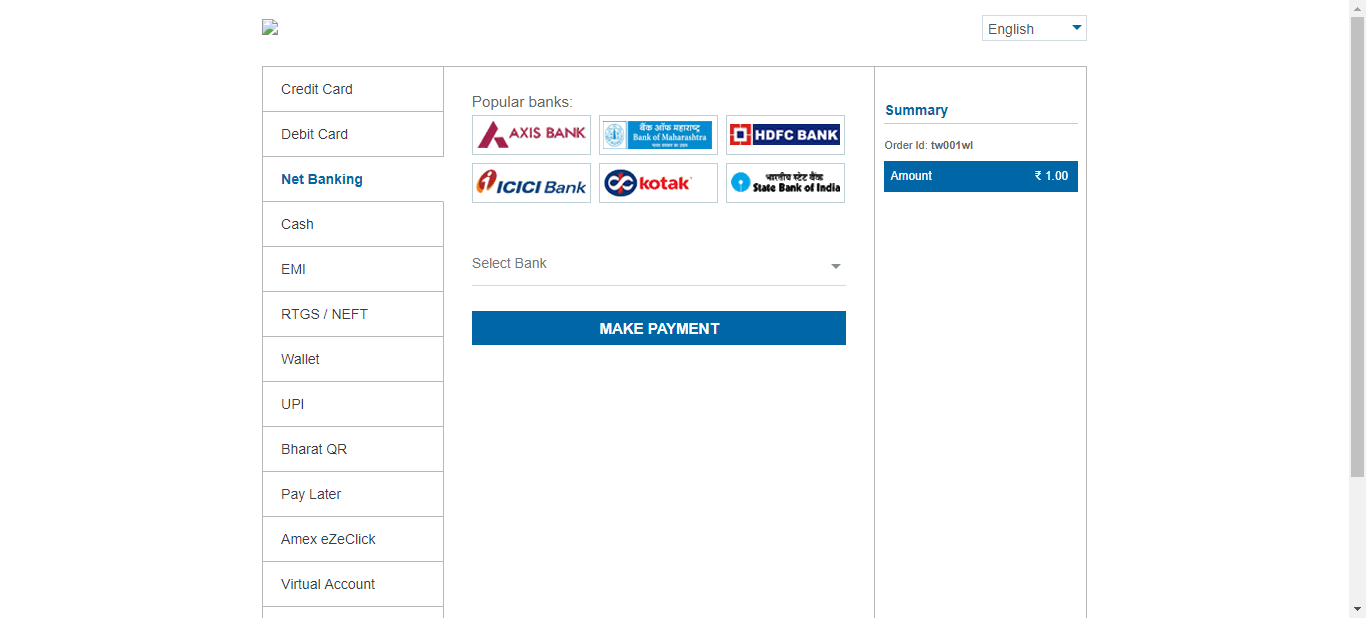 English
Credit Card
Debit Card
Net Banking
Cash
EMI
RTGS / NEFT
Wallet
UPI
Bharat QR
Pay Later
Amex eZeClick
Virtual Account
Popular banks:
AXIS BANK
बैंक ऑफ महाराष्ट्र
Bank of Maharashtra
HDFC BANK
ICICI Bank
kotak
भारतीय स्टेट बैंक
State Bank of India
Select Bank
MAKE PAYMENT
Summary
Order Id: tw001wl
Amount ₹ 1.00